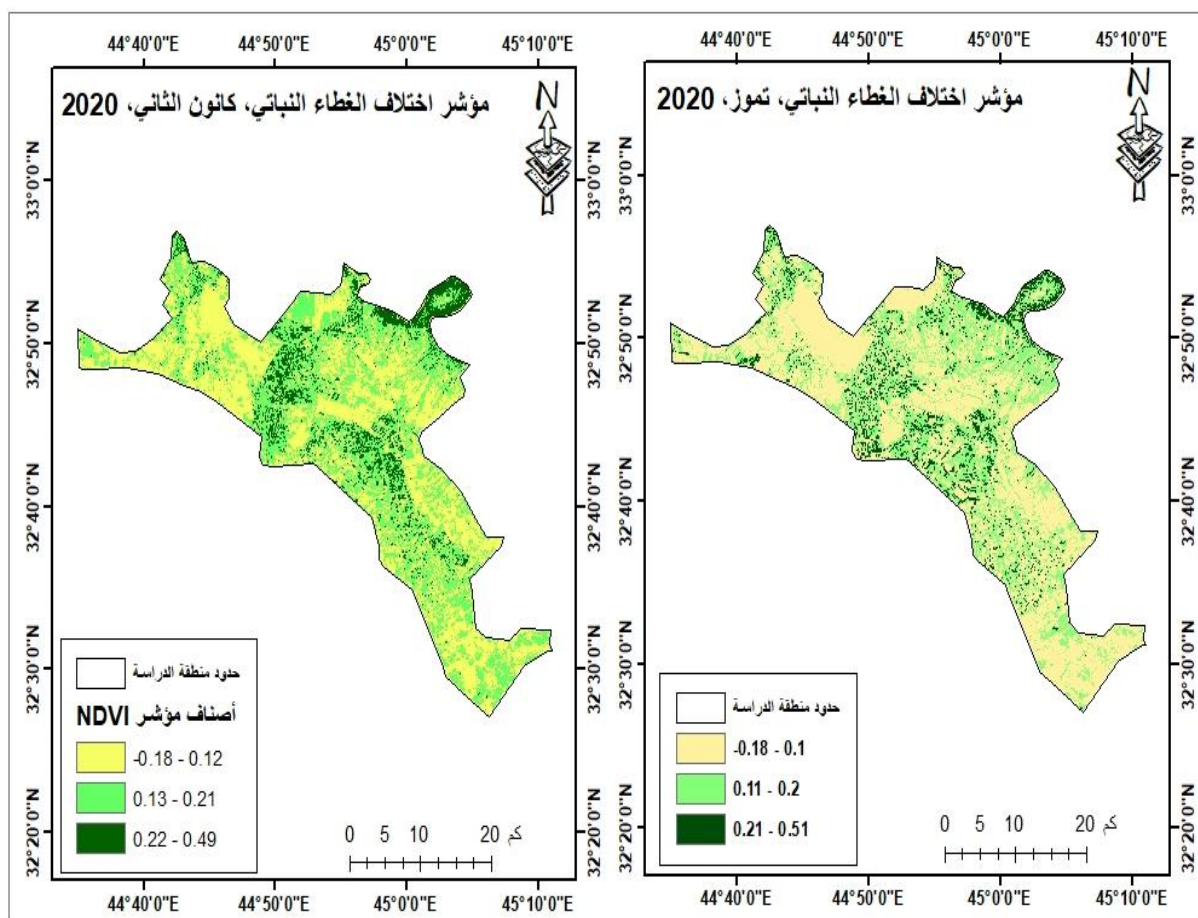 44°40'0"E 44°50'0"E 45°0'0"E 45°10'0"E
مؤشر اختلاف الغطاء النباتي، كانون الثاني، 2020
N
33°0'0"N
32°50'0"N
32°40'0"N
32°30'0"N
32°20'0"N
33°0'0"N
32°50'0"N
32°40'0"N
32°30'0"N
32°20'0"N
حدود منطقة الدراسة
أصناف مؤشر NDVI
-0.18 - 0.12
0.13 - 0.21
0.22 - 0.49
0 5 10 20 كم
44°40'0"E 44°50'0"E 45°0'0"E 45°10'0"E
44°40'0"E 44°50'0"E 45°0'0"E 45°10'0"E
مؤشر اختلاف الغطاء النباتي، تموز، 2020
N
33°0'0"N
32°50'0"N
32°40'0"N
32°30'0"N
32°20'0"N
33°0'0"N
32°50'0"N
32°40'0"N
32°30'0"N
32°20'0"N
حدود منطقة الدراسة
-0.18 - 0.1
0.11 - 0.2
0.21 - 0.51
0 5 10 20 كم
44°40'0"E 44°50'0"E 45°0'0"E 45°10'0"E